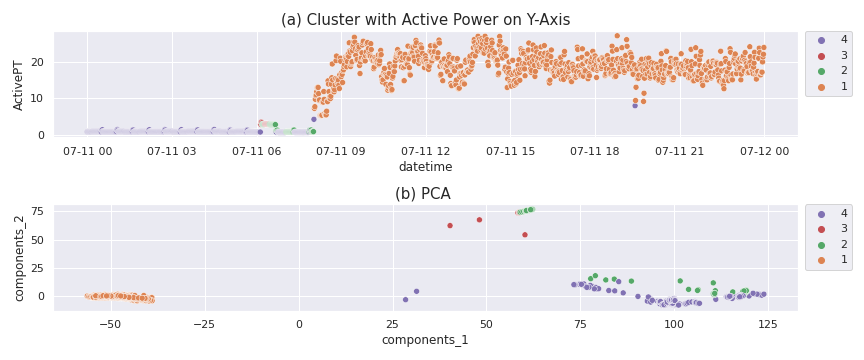 (a) Cluster with Active Power on Y-Axis
ActivePT
20
10
0
07-11 00 07-11 03 07-11 06 07-11 09 07-11 12 07-11 15 07-11 18 07-11 21 07-12 00
datetime
4
3
2
1
(b) PCA
components_2
75
50
25
0
−50 −25 0 25 50 75 100 125
components_1
4
3
2
1